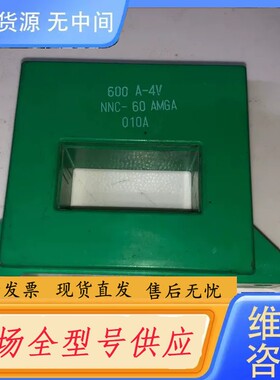 货源 无中间
600 A-4V
NNC-60 AMGA
010A
发票 现货直发 售后无忧
场全型号供应
维
咨